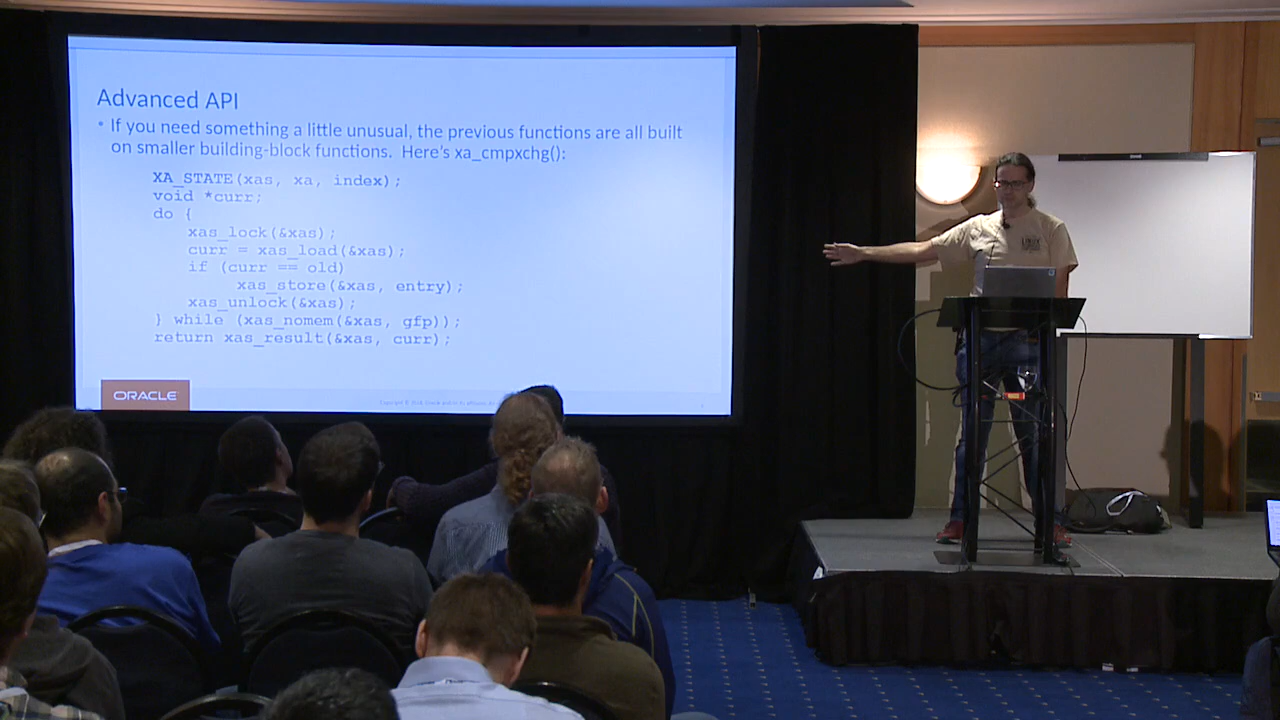 Advanced API
• If you need something a little unusual, the previous functions are all built
on smaller building-block functions. Here's xa_cmpxchg():
XA_STATE(xas, xa, index);
void *curr;
do {
xas_lock(&xas);
curr = xas_load(&xas);
if (curr == old)
xas_store(&xas, entry);
xas_unlock(&xas);
} while (xas_nomem(&xas, gfp));
return xas_result(&xas, curr);
ORACLE
LINUX